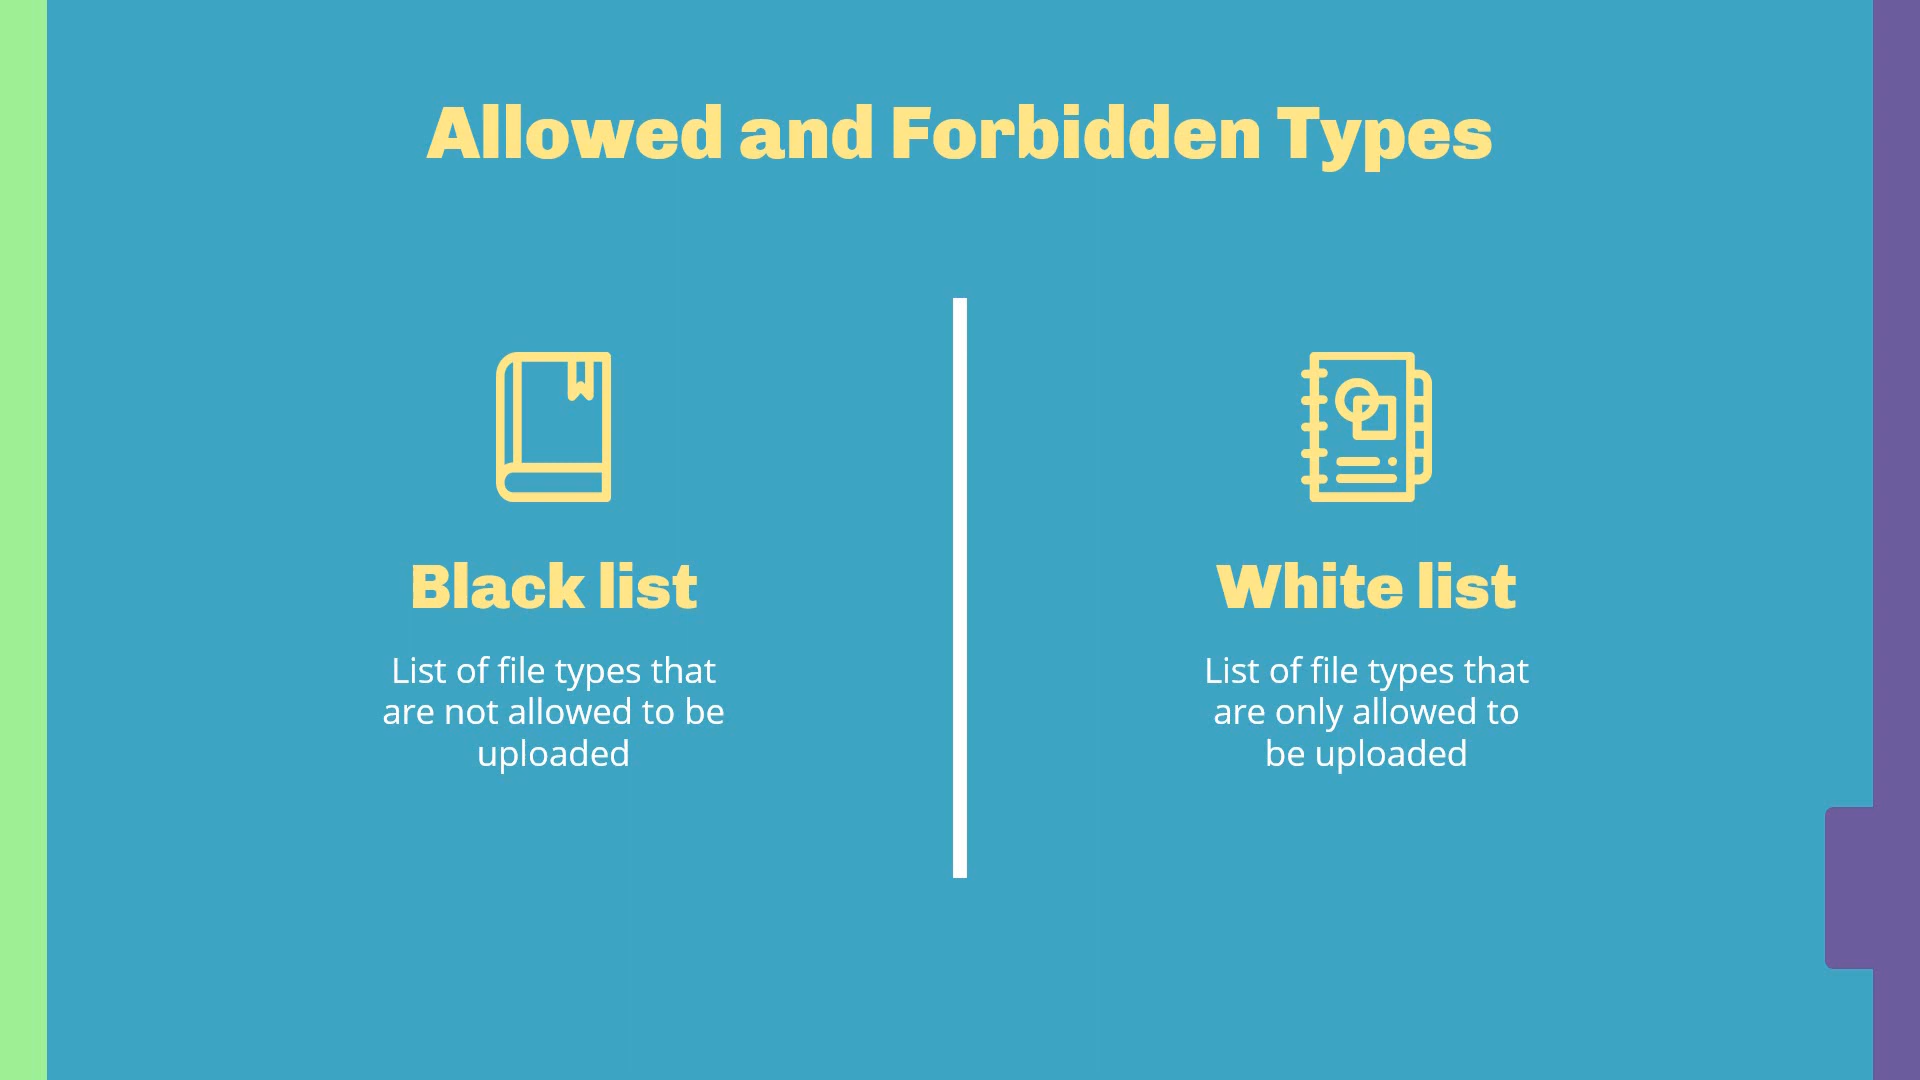 Allowed and Forbidden Types
Black list
List of file types that
are not allowed to be
uploaded
White list
List of file types that
are only allowed to
be uploaded